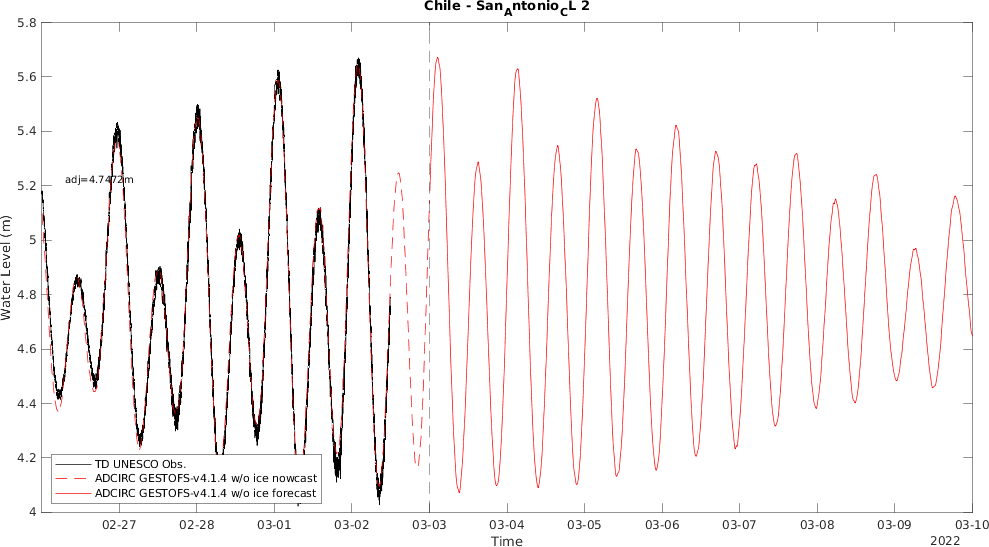 Chile - SanAntonioCL 2
5.8
5.6
5.4
adj=4.7472m
5.2
5
4.8
4.6
4.4
4.2
4
Water Level (m)
TD UNESCO Obs.
ADCIRC GESTOFS-v4.1.4 w/o ice nowcast
ADCIRC GESTOFS-v4.1.4 w/o ice forecast
02-27 02-28 03-01 03-02 03-03 03-04 03-05 03-06 03-07 03-08 03-09 03-10
Time
2022